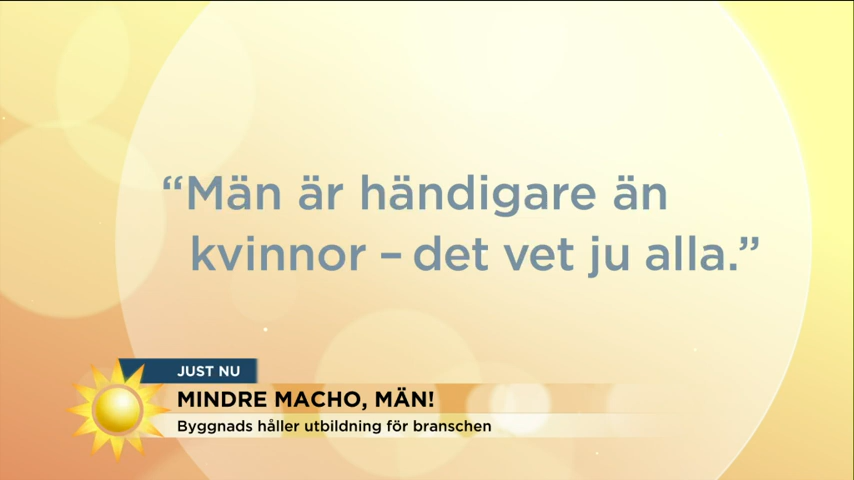 “Män är händigare än
kvinnor – det vet ju alla.”
JUST NU
MINDRE MACHO, MÄN!
Byggnads håller utbildning för branschen